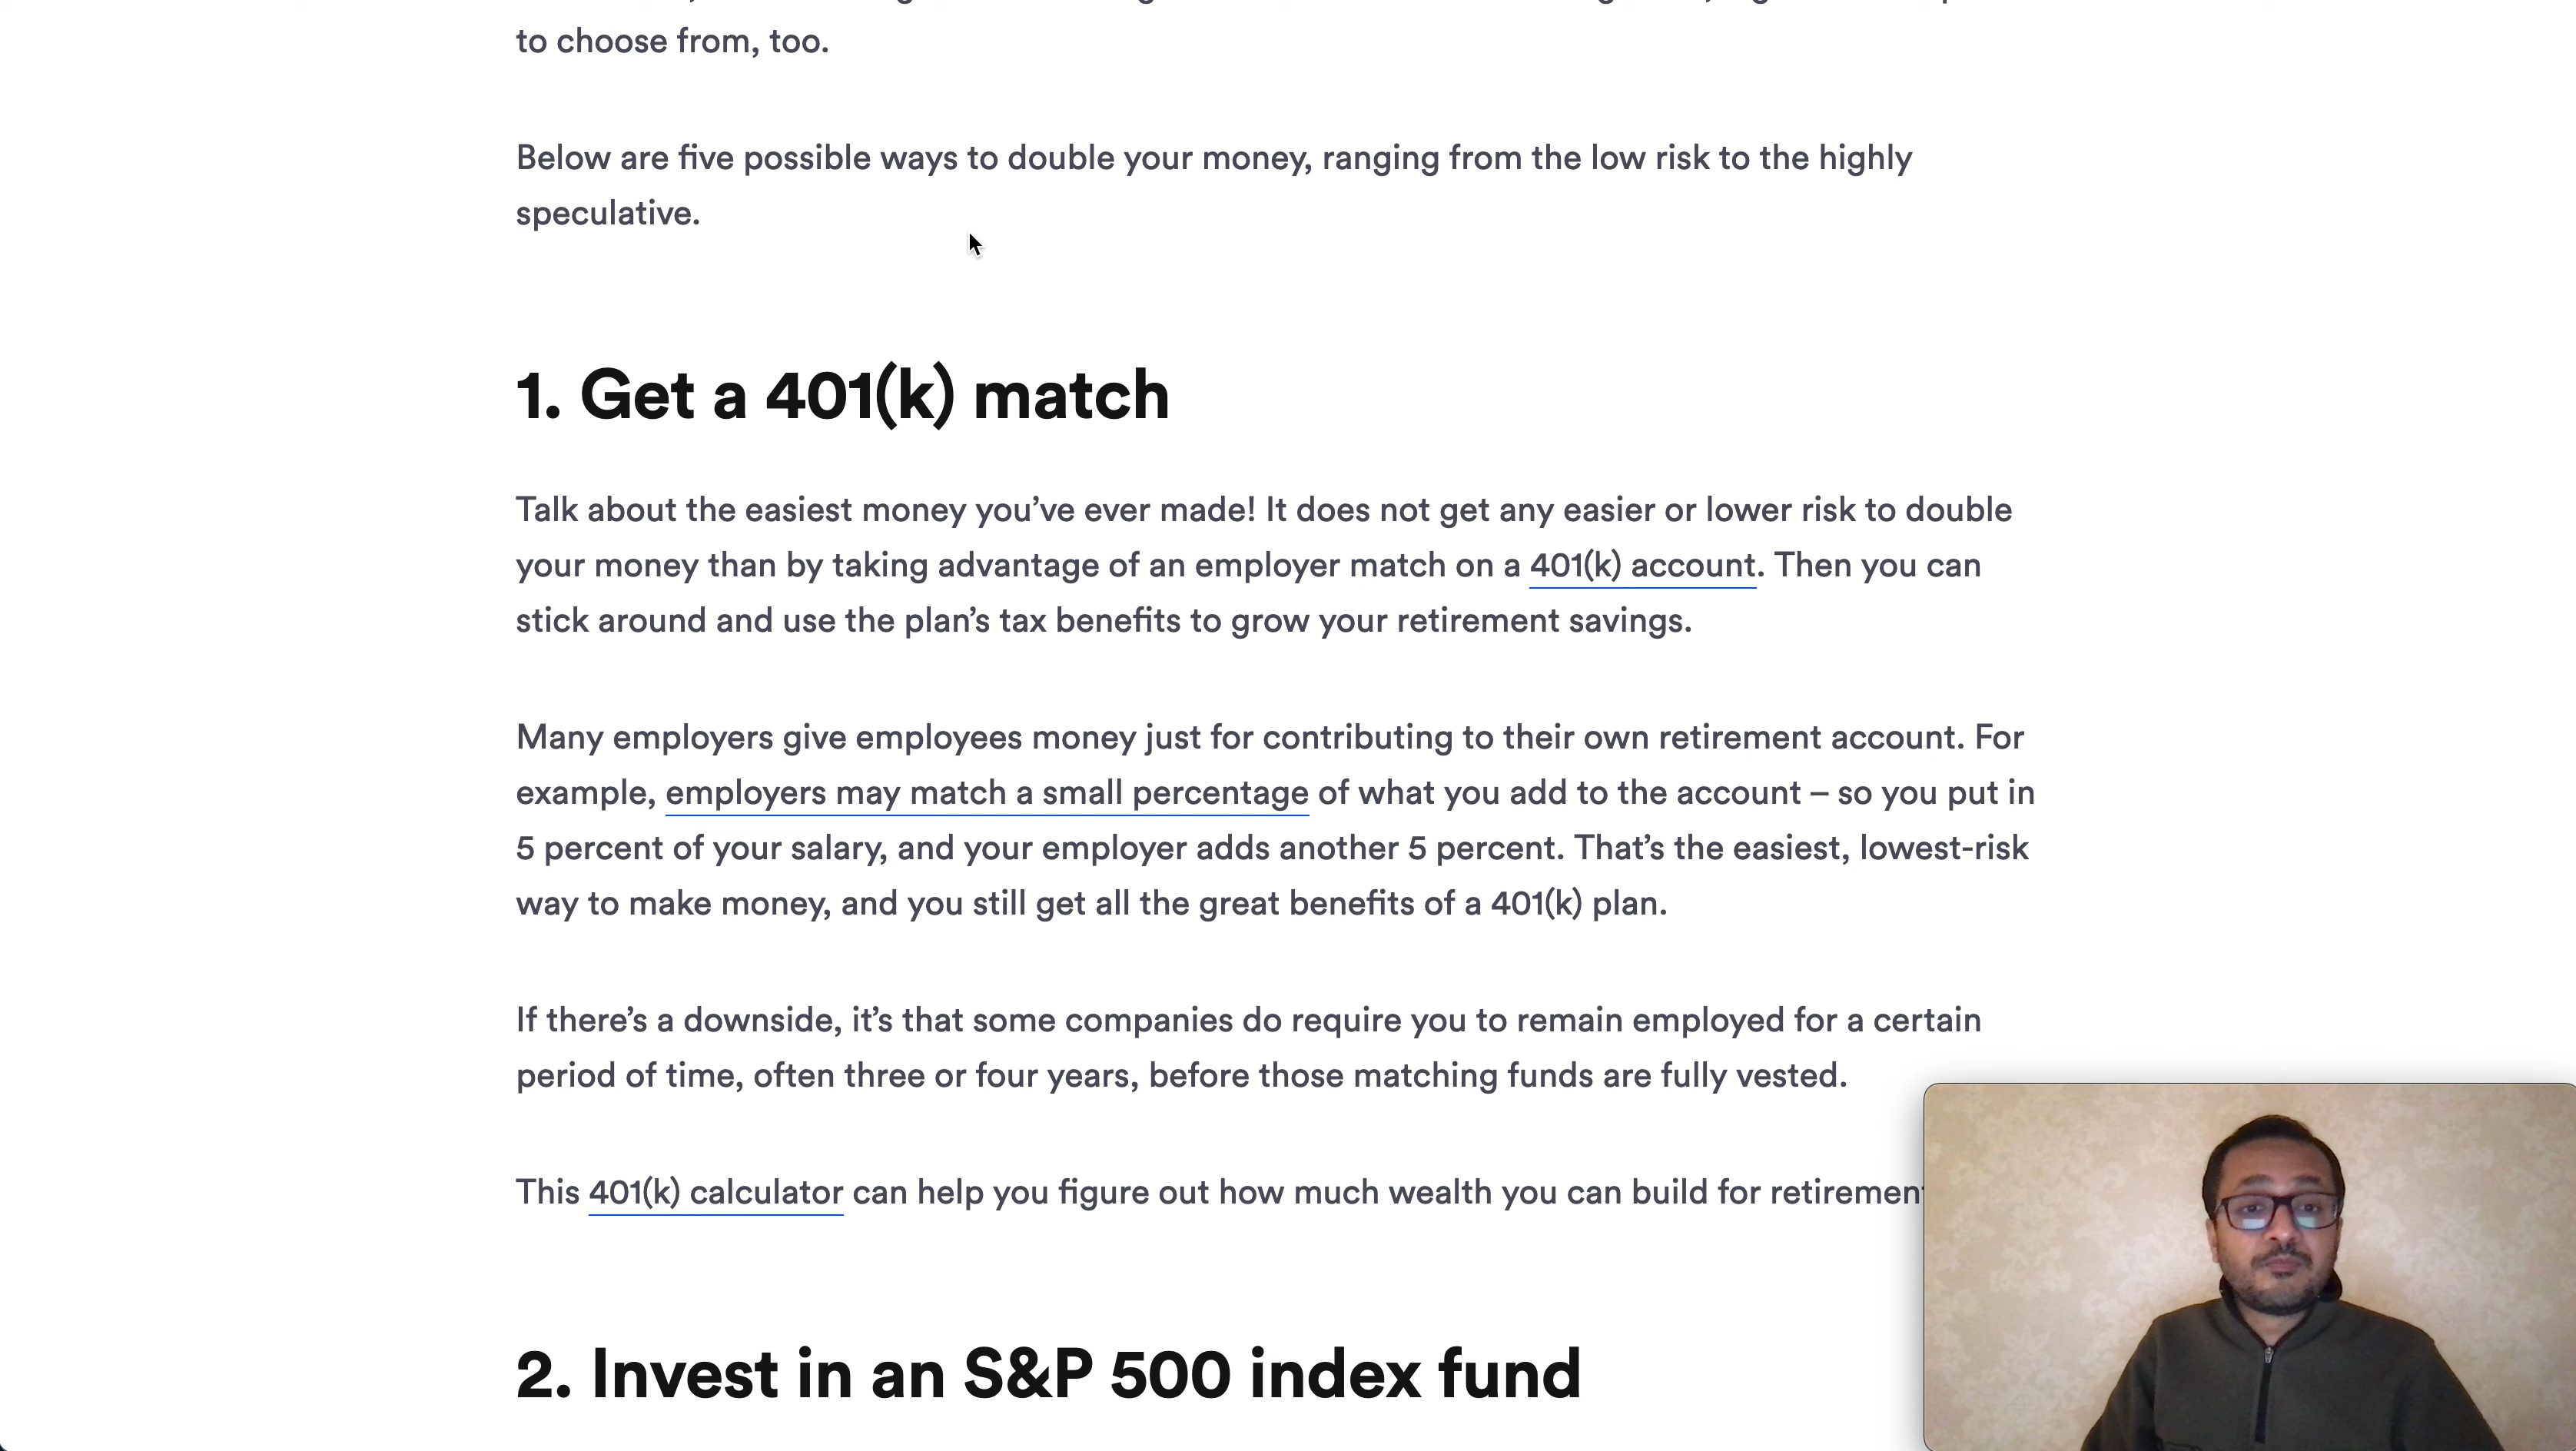 to choose from, too.
Below are five possible ways to double your money, ranging from the low risk to the highly
speculative.
1. Get a 401(k) match
Talk about the easiest money you’ve ever made! It does not get any easier or lower risk to double
your money than by taking advantage of an employer match on a 401(k) account. Then you can
stick around and use the plan’s tax benefits to grow your retirement savings.
Many employers give employees money just for contributing to their own retirement account. For
example, employers may match a small percentage of what you add to the account – so you put in
5 percent of your salary, and your employer adds another 5 percent. That’s the easiest, lowest-risk
way to make money, and you still get all the great benefits of a 401(k) plan.
If there’s a downside, it’s that some companies do require you to remain employed for a certain
period of time, often three or four years, before those matching funds are fully vested.
This 401(k) calculator can help you figure out how much wealth you can build for retirement
2. Invest in an S&P 500 index fund